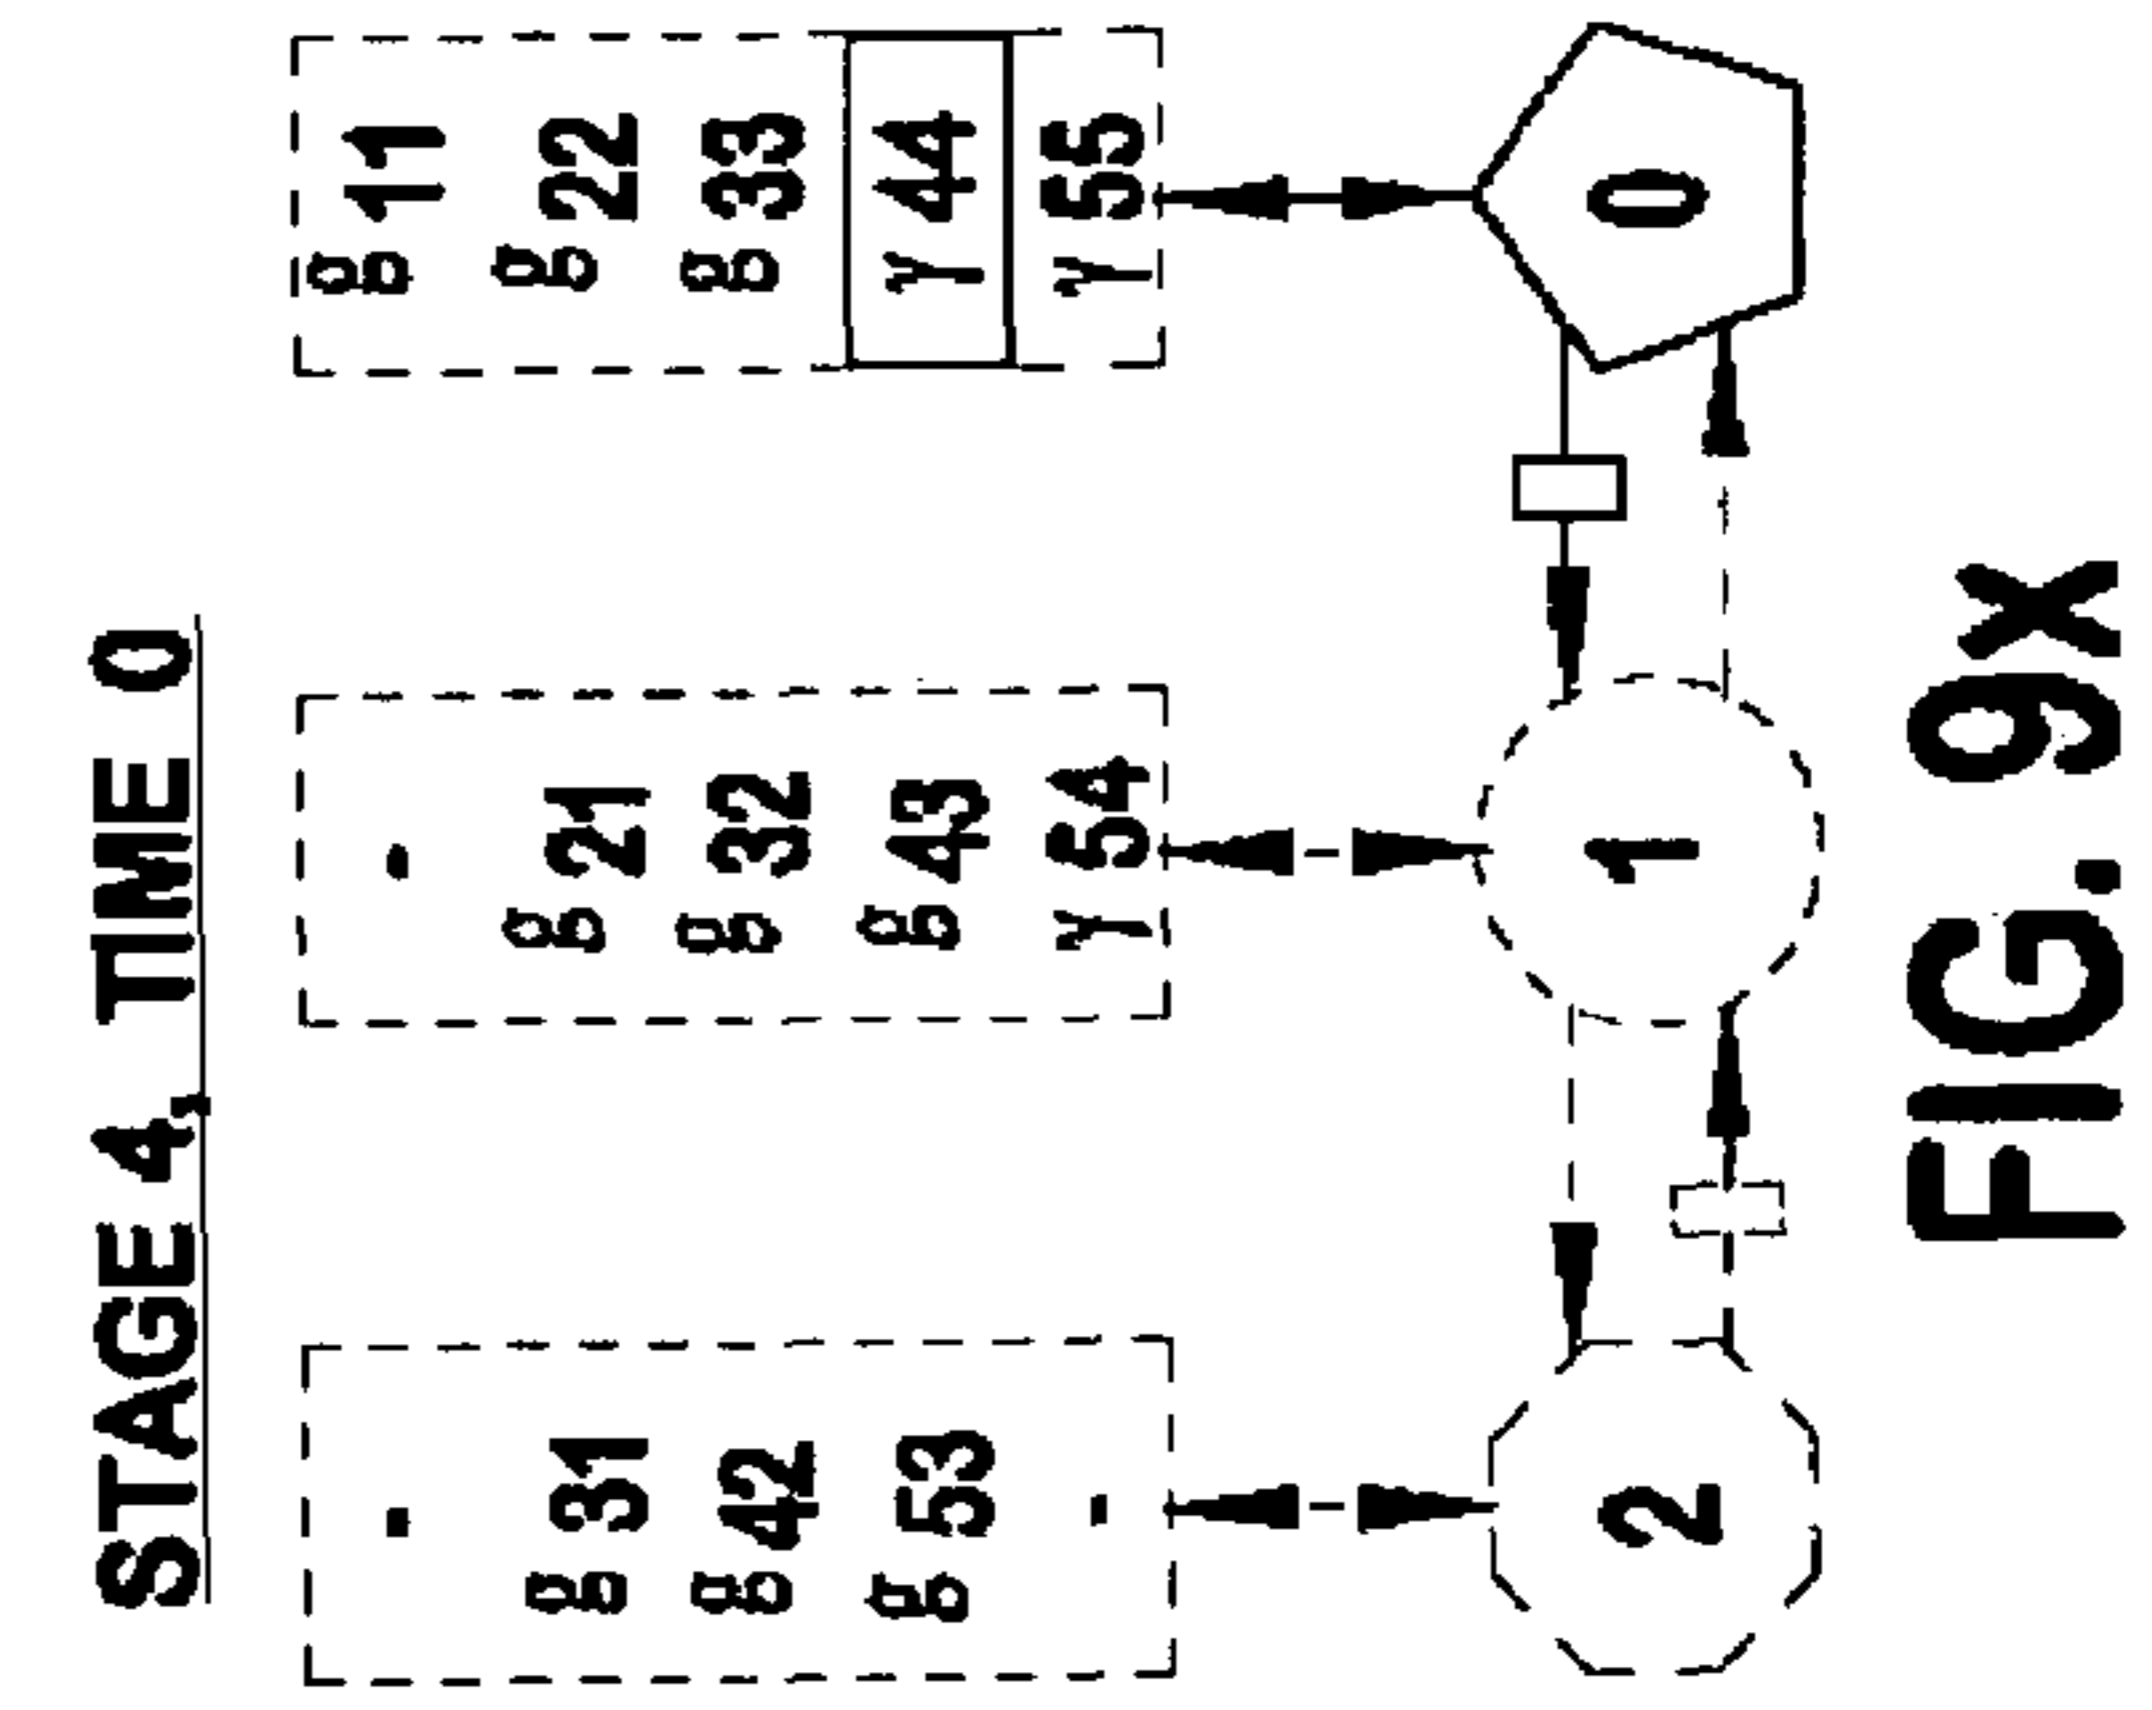 STAGE 4, TIME 0
. . g 11
g 31 g 21 g 22
g 42 g 32 g 33
g 53 g 43 y 44
. y 54 y 55
2 1 0
FIG. 9X